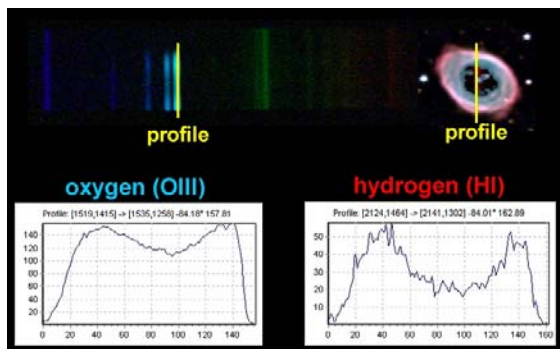 profile
profile
oxygen (OIII)
hydrogen (HI)
Profile: [1519,1415] -> [1535,1258] -84.18° 157.81
140
120
100
80
60
40
20
0 20 40 60 80 100 120 140
Profile: [2124,1464] -> [2141,1302] -84.01° 162.89
50
40
30
20
10
0 20 40 60 80 100 120 140 160